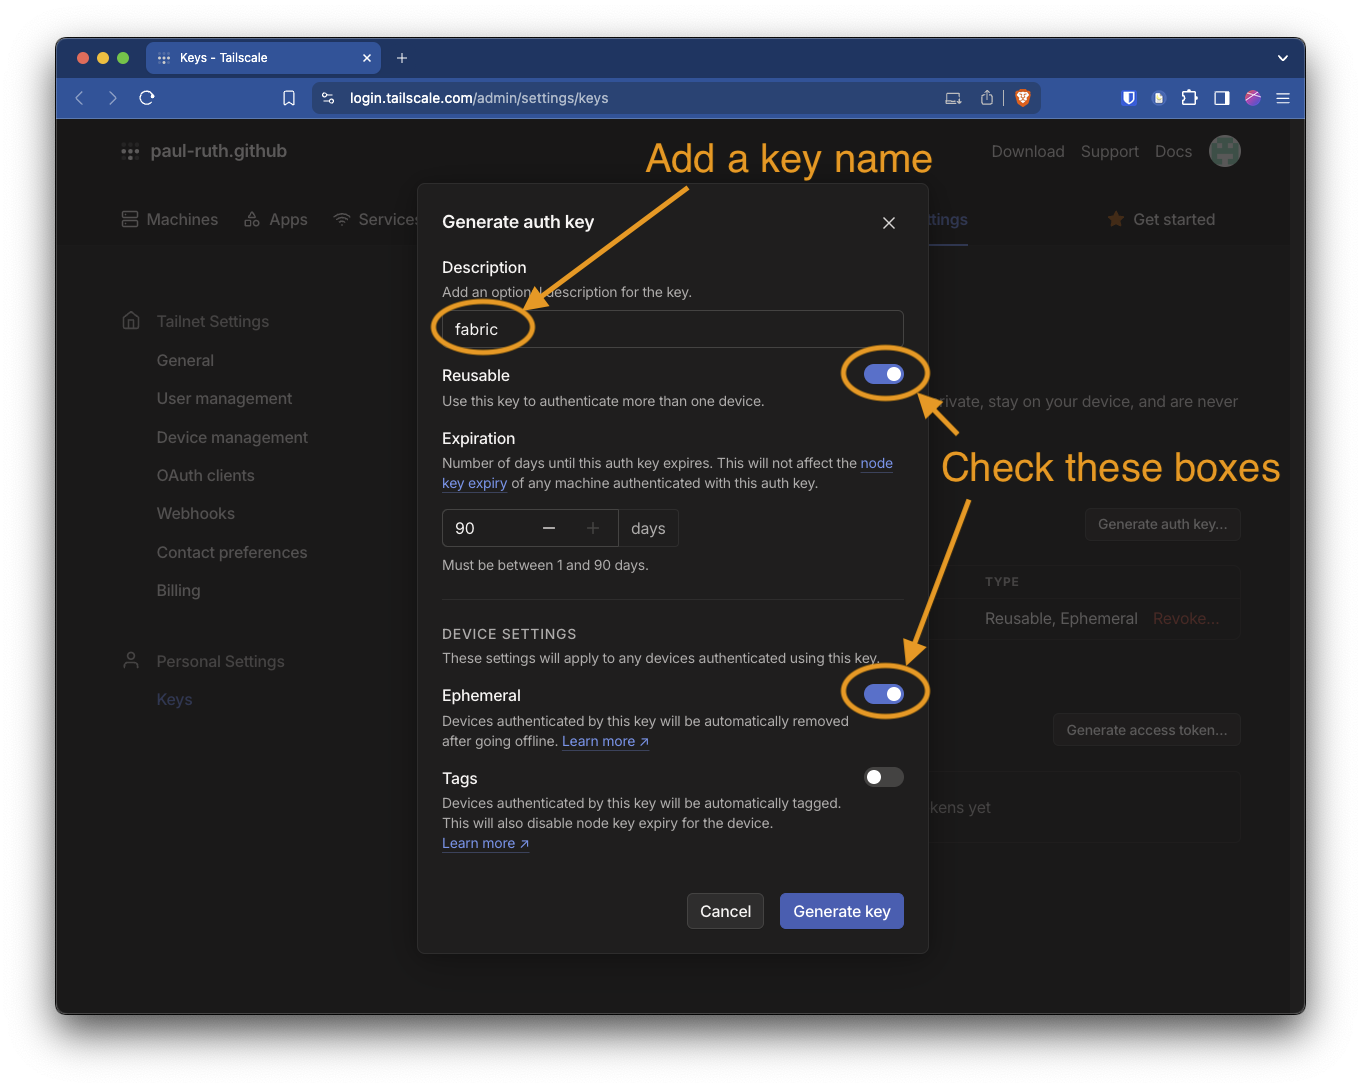 Keys - Tailscale
login.tailscale.com/admin/settings/keys
paul-ruth.github
Add a key name
Download Support Docs
Machines Apps Services
ttings
Get started
Generate auth key
Description
Add an optional description for the key.
fabric
Reusable
Use this key to authenticate more than one device.
rivate, stay on your device, and are never
Expiration
Number of days until this auth key expires. This will not affect the node
key expiry of any machine authenticated with this auth key.
90 days
Must be between 1 and 90 days.
Check these boxes
Generate auth key...
TYPE
Reusable, Ephemeral Revoke...
DEVICE SETTINGS
These settings will apply to any devices authenticated using this key.
Ephemeral
Devices authenticated by this key will be automatically removed
after going offline. Learn more ↗
Generate access token...
Tags
Devices authenticated by this key will be automatically tagged.
This will also disable node key expiry for the device.
Learn more ↗
kens yet
Cancel Generate key
Tailnet Settings
General
User management
Device management
OAuth clients
Webhooks
Contact preferences
Billing
Personal Settings
Keys